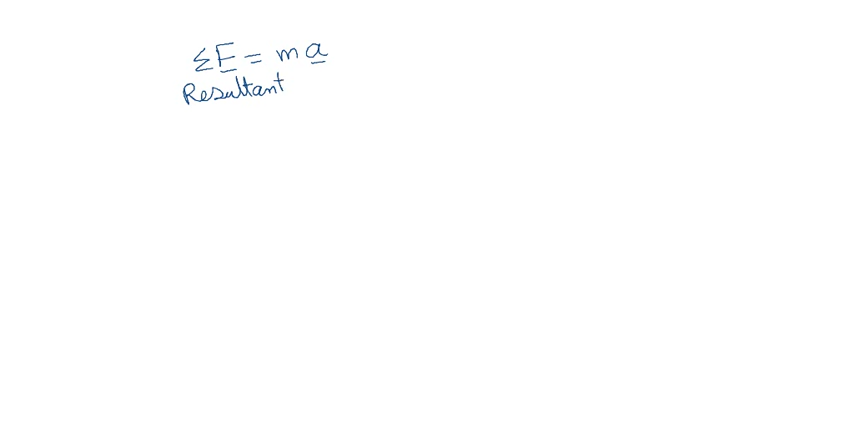 ΣF = ma
Resultant